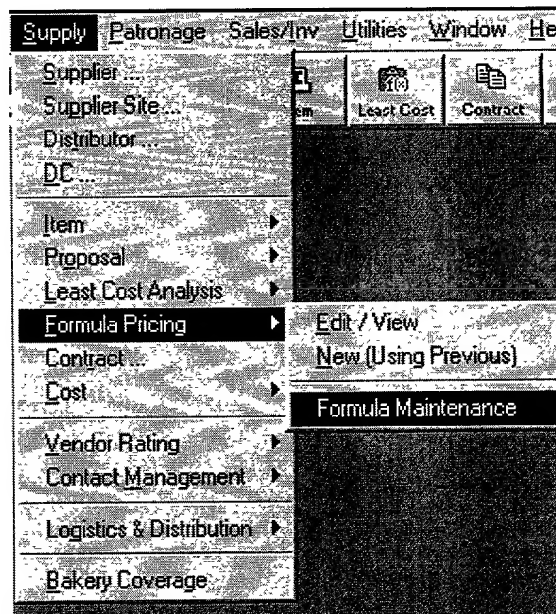 Supply Patronage Sales/Inv Utilities Window He
Supplier ...
Supplier Site ...
Distributor ...
DC ...
em Least Cost Contract
Item
Proposal
Least Cost Analysis
Formula Pricing
Contract ...
Cost
Edit / View
New (Using Previous)
Formula Maintenance
Vendor Rating
Contact Management
Logistics & Distribution
Bakery Coverage